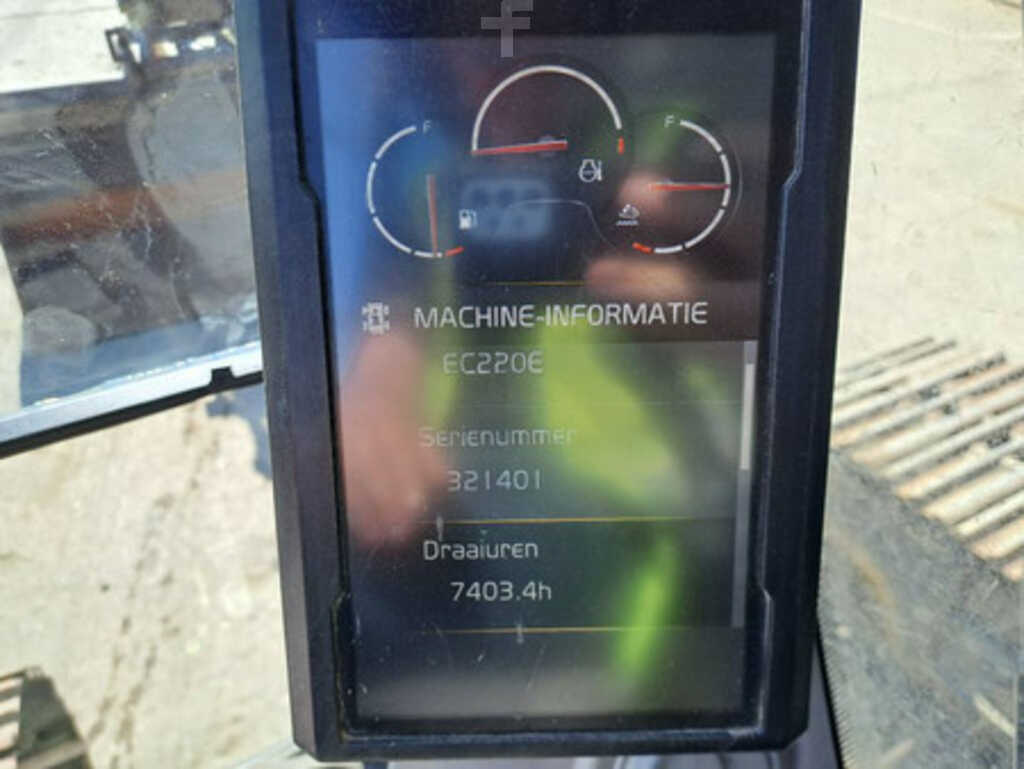 F
F
MACHINE-INFORMATIE
EC220E
Serienummer
321401
Draaiuren
7403.4h